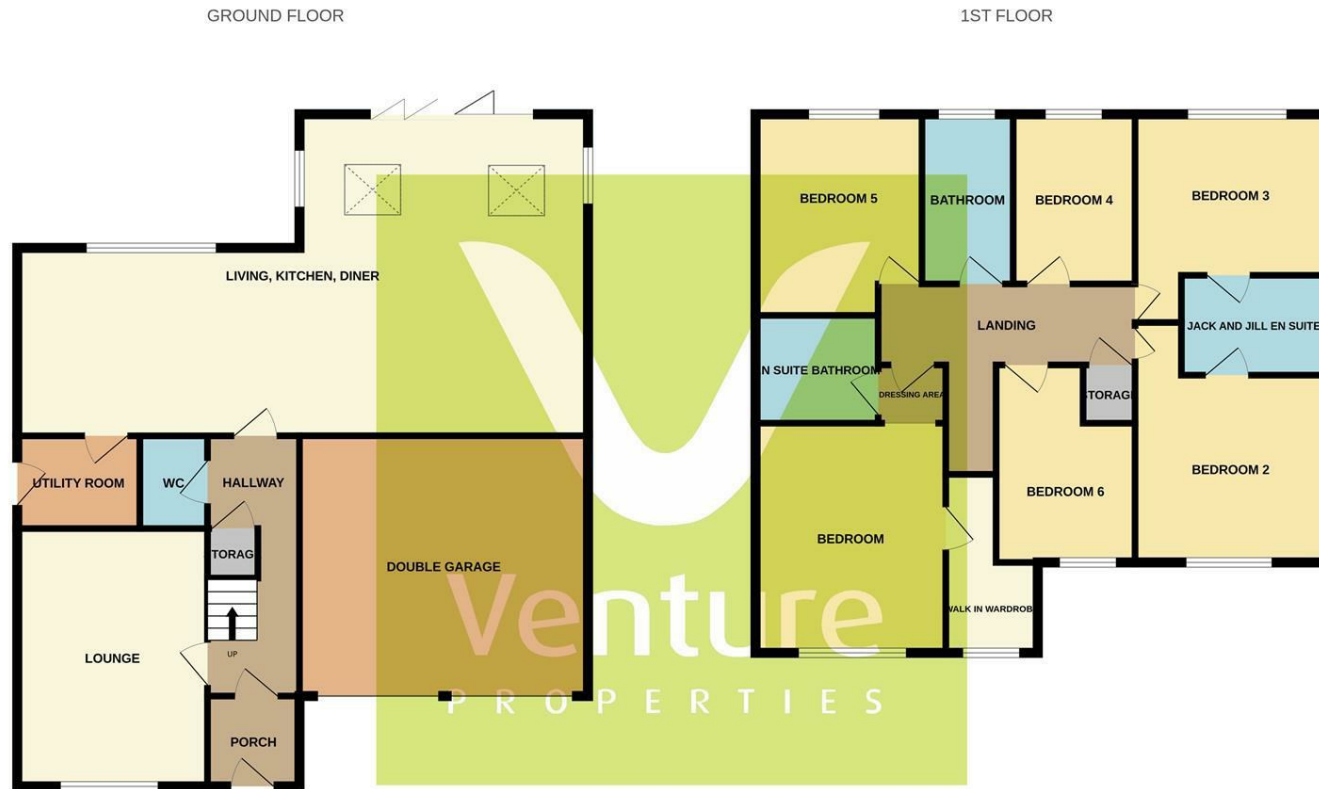 GROUND FLOOR
1ST FLOOR
LIVING, KITCHEN, DINER
UTILITY ROOM
WC
HALLWAY
TORAG
DOUBLE GARAGE
LOUNGE
UP
PORCH
BEDROOM 5
BATHROOM
BEDROOM 4
BEDROOM 3
LANDING
JACK AND JILL EN SUITE
N SUITE BATHROOM
DRESSING AREA
STORAGE
BEDROOM 2
BEDROOM 6
BEDROOM
WALK IN WARDROB
Venture
PROPERTIES